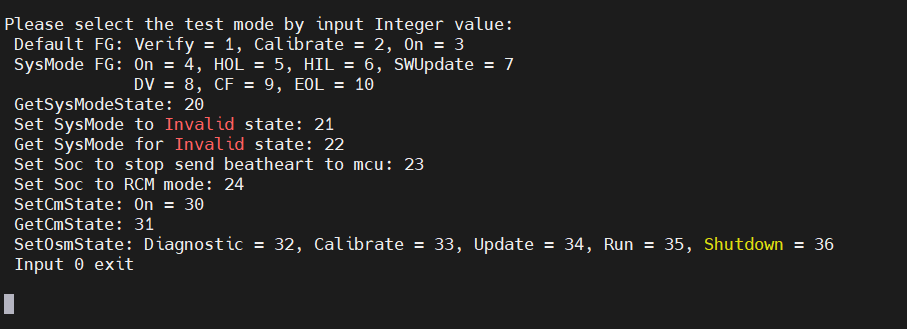 Please select the test mode by input Integer value:
Default FG: Verify = 1, Calibrate = 2, On = 3
SysMode FG: On = 4, HOL = 5, HIL = 6, SWUpdate = 7
DV = 8, CF = 9, EOL = 10
GetSysModeState: 20
Set SysMode to Invalid state: 21
Get SysMode for Invalid state: 22
Set Soc to stop send beatheart to mcu: 23
Set Soc to RCM mode: 24
SetCmState: On = 30
GetCmState: 31
SetOsmState: Diagnostic = 32, Calibrate = 33, Update = 34, Run = 35, Shutdown = 36
Input 0 exit